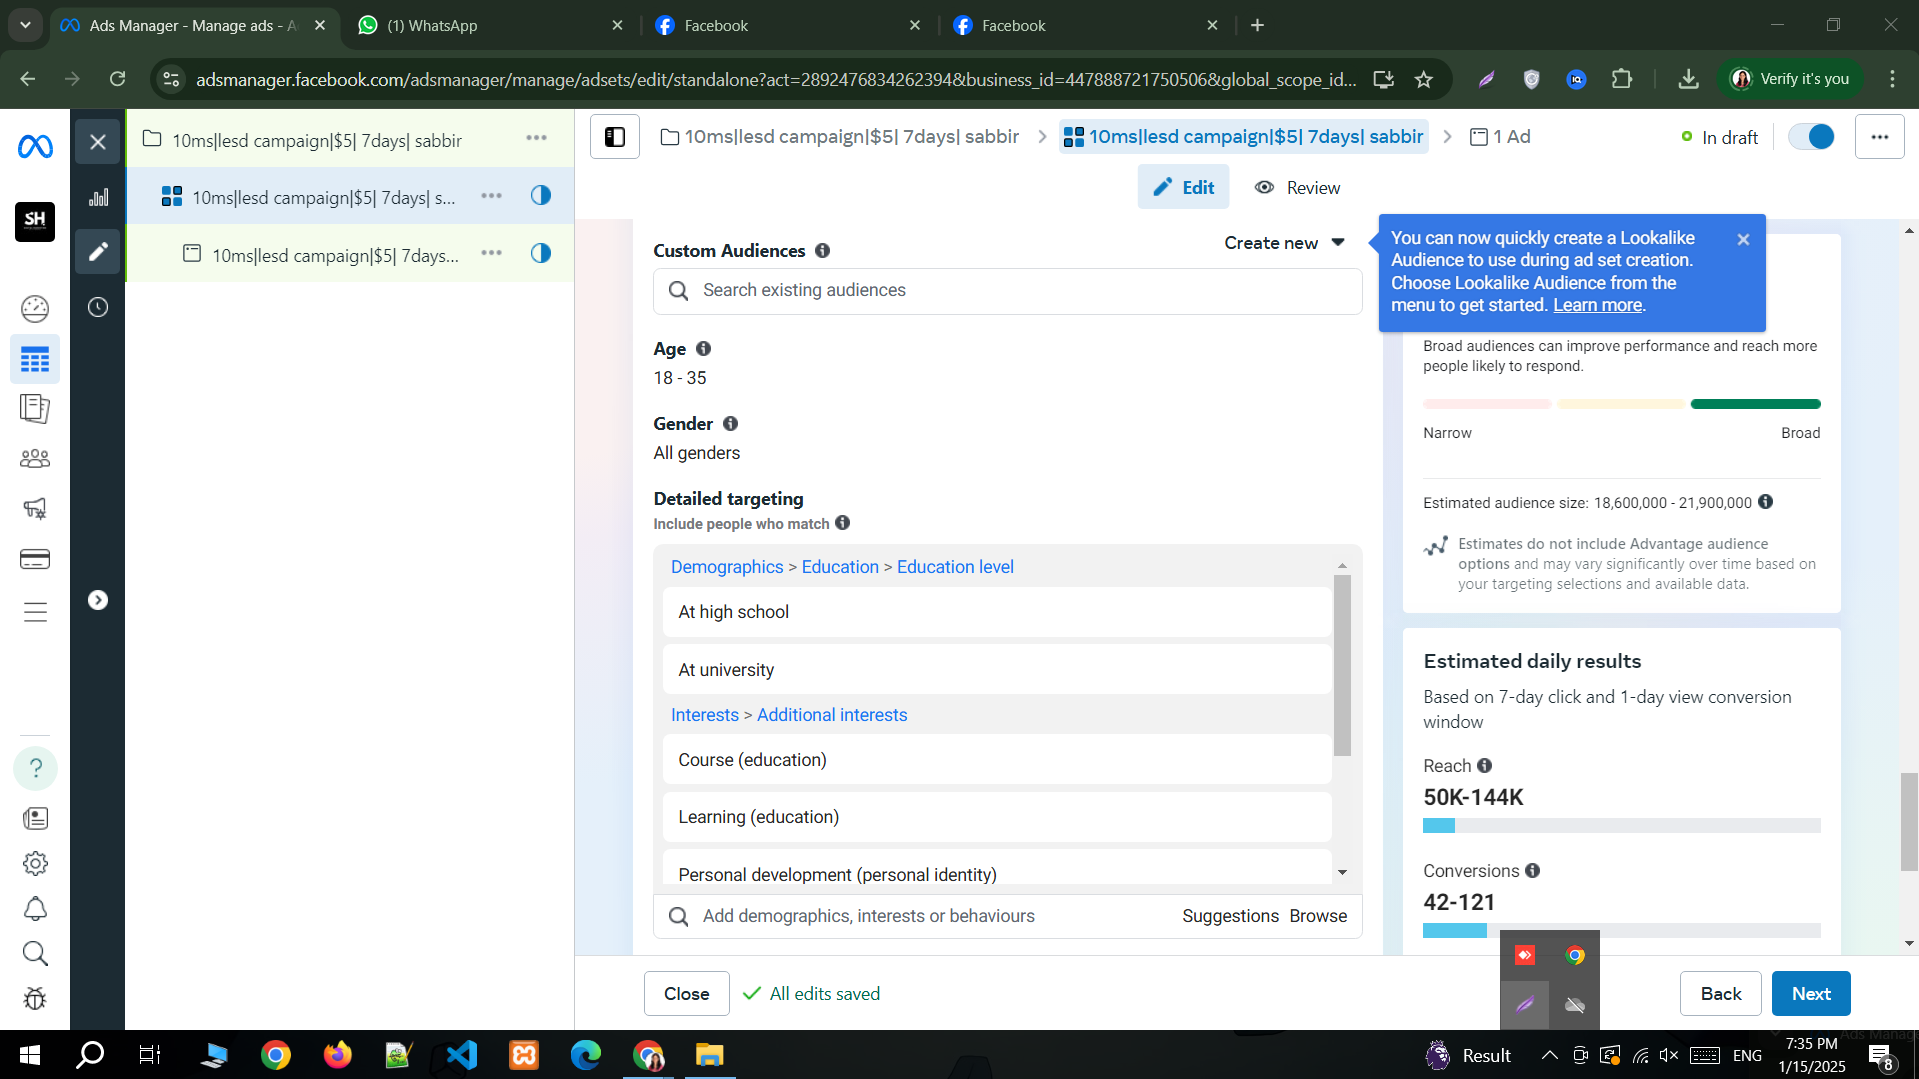 Ads Manager - Manage ads - A
(1) WhatsApp
Facebook
Facebook
adsmanager.facebook.com/adsmanager/manage/adsets/edit/standalone?act=2892476834262394&business_id=447888721750506&global_scope_id...
Verify it's you
10ms|lesd campaign|$5| 7days| sabbir
10ms|lesd campaign|$5| 7days| s...
10ms|lesd campaign|$5| 7days...
SH
10ms|lesd campaign|$5| 7days| sabbir
10ms|lesd campaign|$5| 7days| sabbir
1 Ad
In draft
Edit
Review
Custom Audiences
Create new
Search existing audiences
You can now quickly create a Lookalike
Audience to use during ad set creation.
Choose Lookalike Audience from the
menu to get started. Learn more.
Age
18 - 35
Gender
All genders
Detailed targeting
Include people who match
Demographics > Education > Education level
At high school
At university
Interests > Additional interests
Course (education)
Learning (education)
Personal development (personal identity)
Add demographics, interests or behaviours
Suggestions
Browse
Broad audiences can improve performance and reach more
people likely to respond.
Narrow
Broad
Estimated audience size: 18,600,000 - 21,900,000
Estimates do not include Advantage audience
options and may vary significantly over time based on
your targeting selections and available data.
Estimated daily results
Based on 7-day click and 1-day view conversion
window
Reach
50K-144K
Conversions
42-121
Close
All edits saved
Back
Next
Result
ENG
7:35 PM
1/15/2025
8